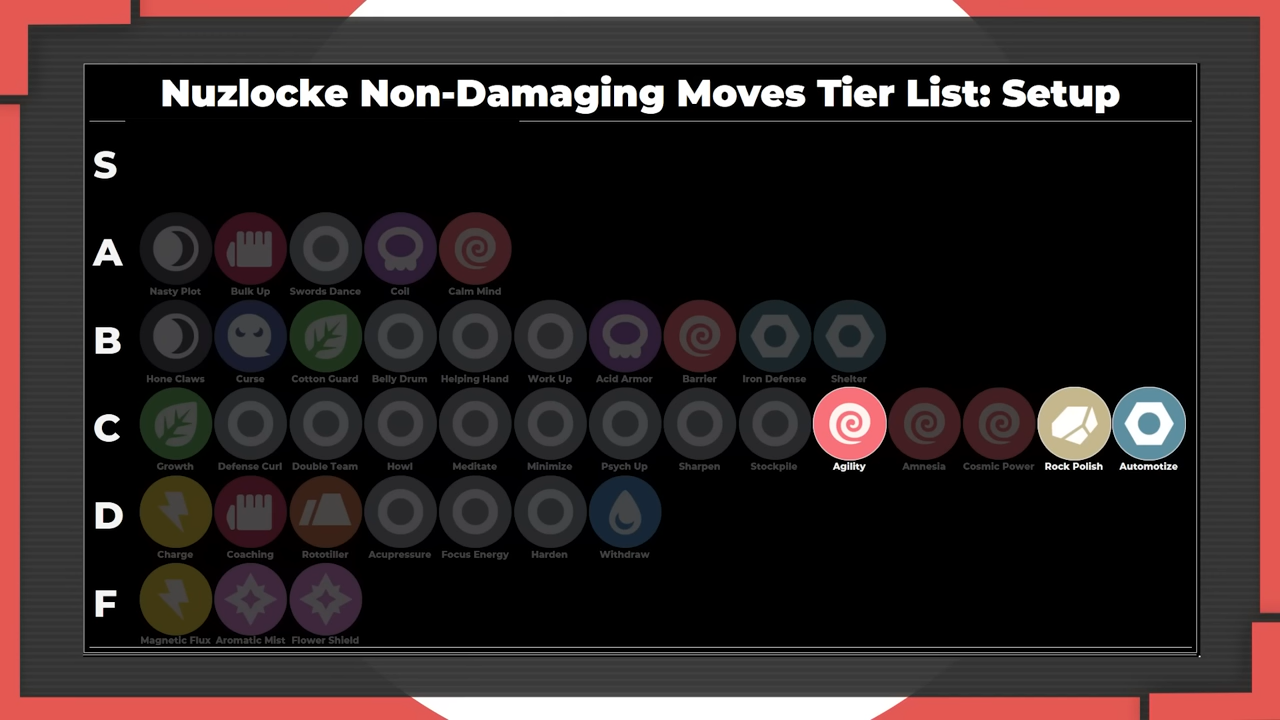 Nuzlocke Non-Damaging Moves Tier List: Setup
S
A
Nasty Plot Bulk Up Swords Dance Coil Calm Mind
B
Hone Claws Curse Cotton Guard Belly Drum Helping Hand Work Up Acid Armor Barrier Iron Defense Shelter
C
Growth Defense Curl Double Team Howl Meditate Minimize Psych Up Sharpen Stockpile Agility Amnesia Cosmic Power Rock Polish Automotize
D
Charge Coaching Rototiller Acupressure Focus Energy Harden Withdraw
F
Magnetic Flux Aromatic Mist Flower Shield